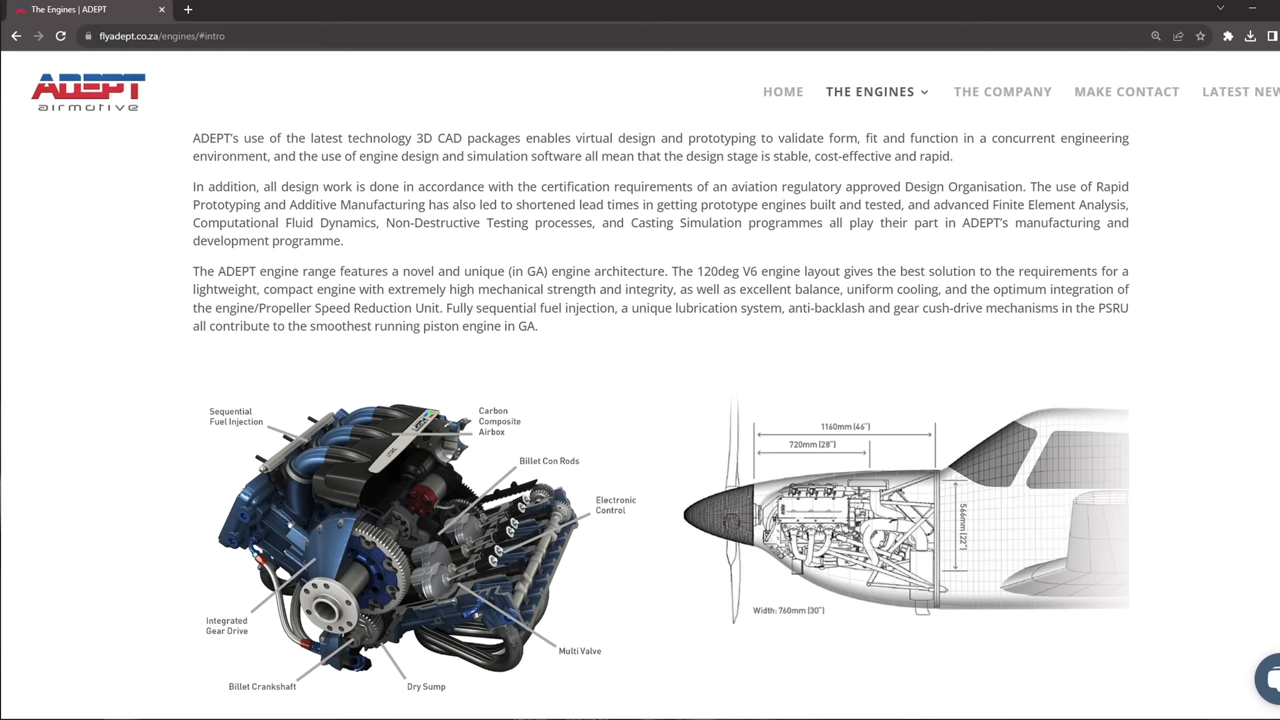 The Engines | ADEPT
flyadept.co.za/engines/#intro
ADEPT
airmotive
HOME
THE ENGINES
THE COMPANY
MAKE CONTACT
LATEST NEW
ADEPT's use of the latest technology 3D CAD packages enables virtual design and prototyping to validate form, fit and function in a concurrent engineering
environment, and the use of engine design and simulation software all mean that the design stage is stable, cost-effective and rapid.
In addition, all design work is done in accordance with the certification requirements of an aviation regulatory approved Design Organisation. The use of Rapid
Prototyping and Additive Manufacturing has also led to shortened lead times in getting prototype engines built and tested, and advanced Finite Element Analysis,
Computational Fluid Dynamics, Non-Destructive Testing processes, and Casting Simulation programmes all play their part in ADEPT's manufacturing and
development programme.
The ADEPT engine range features a novel and unique (in GA) engine architecture. The 120deg V6 engine layout gives the best solution to the requirements for a
lightweight, compact engine with extremely high mechanical strength and integrity, as well as excellent balance, uniform cooling, and the optimum integration of
the engine/Propeller Speed Reduction Unit. Fully sequential fuel injection, a unique lubrication system, anti-backlash and gear cush-drive mechanisms in the PSRU
all contribute to the smoothest running piston engine in GA.
Sequential
Fuel Injection
Carbon
Composite
Airbox
Billet Con Rods
Electronic
Control
Integrated
Gear Drive
Multi Valve
Billet Crankshaft
Dry Sump
1160mm (46")
720mm (28")
566mm (22")
Width: 760mm (30")